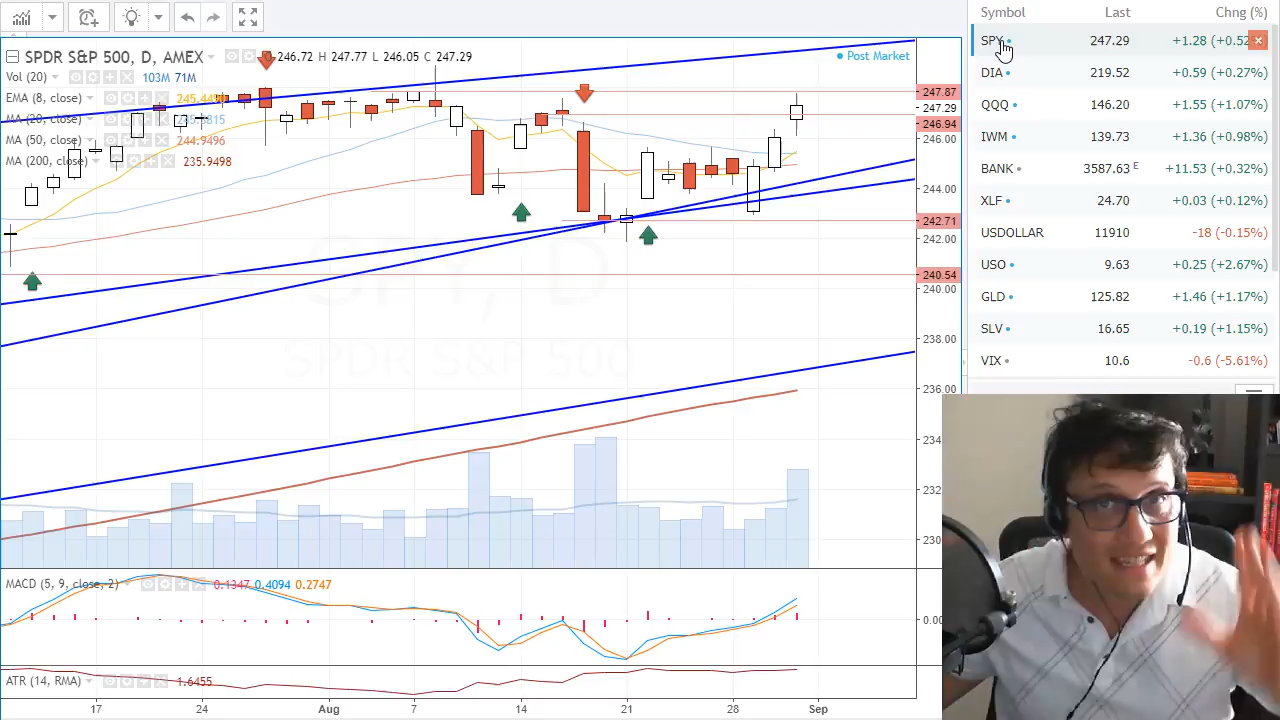 SPDR S&P 500, D, AMEX
246.72 H 247.77 L 246.05 C 247.29
Post Market
Vol (20) 103M 71M
EMA (8, close)
MA (20, close)
MA (50, close) 244.9496
MA (200, close) 235.9498
SPY, D
SPDR S&P 500
247.87
247.29
246.94
246.00
244.00
242.71
242.00
240.54
240.00
238.00
236.00
234
232
230
MACD (5, 9, close, 2) 0.1347 0.4094 0.2747
0.00
ATR (14, RMA) 1.6455
17 24 Aug 7 14 21 28 Sep
Symbol Last Chng (%)
SPY 247.29 +1.28 (+0.52
DIA 219.52 +0.59 (+0.27%)
QQQ 146.20 +1.55 (+1.07%)
IWM 139.73 +1.36 (+0.98%)
BANK 3587.63 E +11.53 (+0.32%)
XLF 24.70 +0.03 (+0.12%)
USDOLLAR 11910 -18 (-0.15%)
USO 9.63 +0.25 (+2.67%)
GLD 125.82 +1.46 (+1.17%)
SLV 16.65 +0.19 (+1.15%)
VIX 10.6 -0.6 (-5.61%)